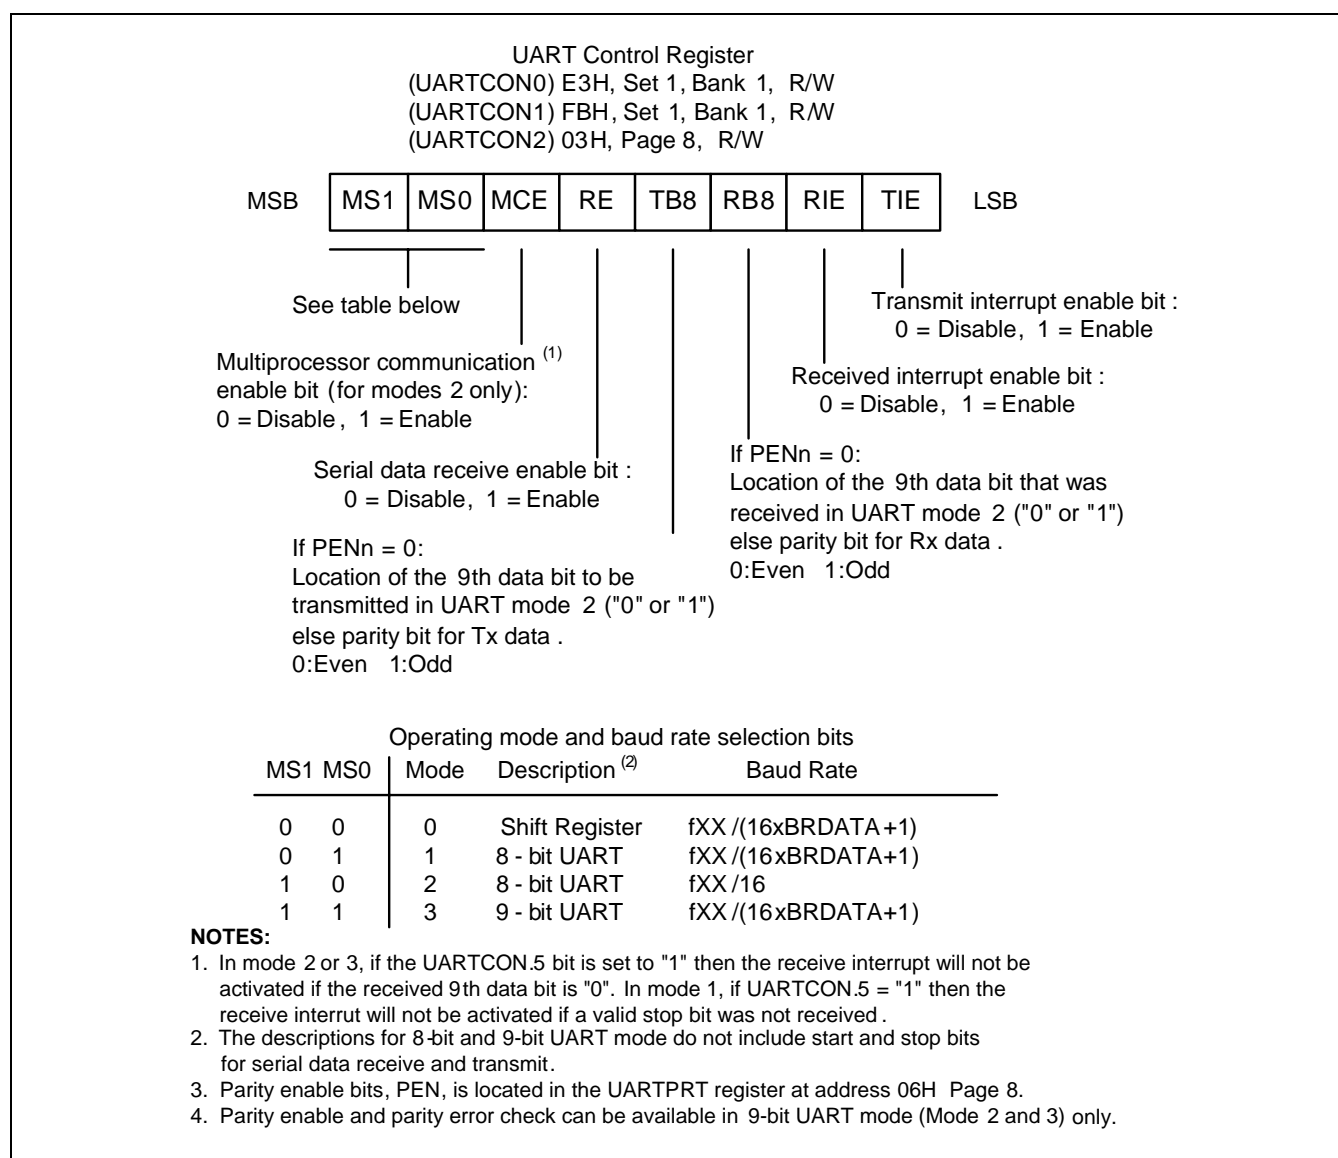 UART Control Register
(UARTCON0) E3H, Set 1, Bank 1, R/W
(UARTCON1) FBH, Set 1, Bank 1, R/W
(UARTCON2) 03H, Page 8, R/W
MSB MS1 MS0 MCE RE TB8 RB8 RIE TIE LSB
See table below
Transmit interrupt enable bit :
0 = Disable, 1 = Enable
Multiprocessor communication (1)
enable bit (for modes 2 only):
0 = Disable, 1 = Enable
Received interrupt enable bit :
0 = Disable, 1 = Enable
Serial data receive enable bit :
0 = Disable, 1 = Enable
If PENn = 0:
Location of the 9th data bit that was
received in UART mode 2 ("0" or "1")
else parity bit for Rx data .
0:Even 1:Odd
If PENn = 0:
Location of the 9th data bit to be
transmitted in UART mode 2 ("0" or "1")
else parity bit for Tx data .
0:Even 1:Odd
Operating mode and baud rate selection bits
MS1 MS0 Mode Description (2) Baud Rate
0 0 0 Shift Register fXX/(16xBRDATA+1)
0 1 1 8 - bit UART fXX/(16xBRDATA+1)
1 0 2 8 - bit UART fXX/16
1 1 3 9 - bit UART fXX/(16xBRDATA+1)
NOTES:
1. In mode 2 or 3, if the UARTCON.5 bit is set to "1" then the receive interrupt will not be
activated if the received 9th data bit is "0". In mode 1, if UARTCON.5 = "1" then the
receive interrut will not be activated if a valid stop bit was not received.
2. The descriptions for 8-bit and 9-bit UART mode do not include start and stop bits
for serial data receive and transmit.
3. Parity enable bits, PEN, is located in the UARTPRT register at address 06H Page 8.
4. Parity enable and parity error check can be available in 9-bit UART mode (Mode 2 and 3) only.